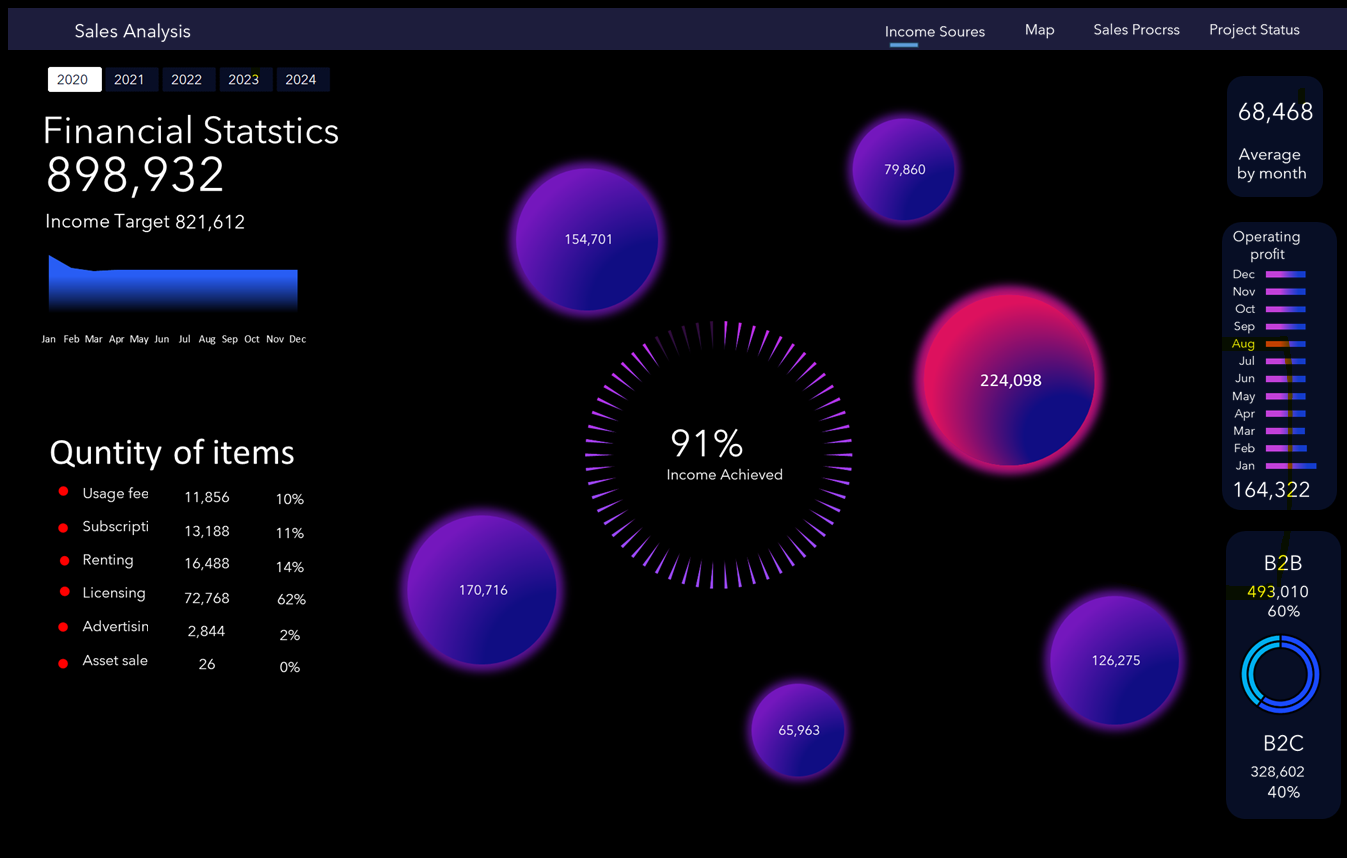 Sales Analysis
Income Soures
Map
Sales Procrss
Project Status
2020
2021
2022
2023
2024
Financial Statstics
898,932
Income Target 821,612
Jan Feb Mar Apr May Jun Jul Aug Sep Oct Nov Dec
Quntity of items
Usage fee 11,856 10%
Subscripti 13,188 11%
Renting 16,488 14%
Licensing 72,768 62%
Advertisin 2,844 2%
Asset sale 26 0%
154,701
79,860
224,098
91%
Income Achieved
170,716
126,275
65,963
68,468
Average
by month
Operating
profit
Dec
Nov
Oct
Sep
Aug
Jul
Jun
May
Apr
Mar
Feb
Jan
164,322
B2B
493,010
60%
B2C
328,602
40%